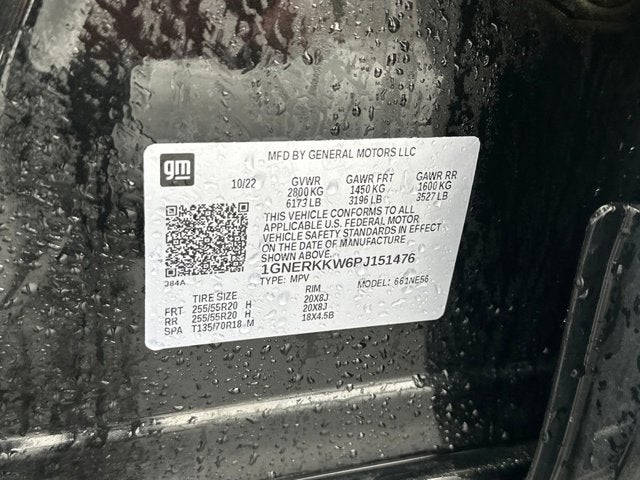 gm
MFD BY GENERAL MOTORS LLC
10/22 GVWR GAWR FRT GAWR RR
2800 KG 1450 KG 1600 KG
6173 LB 3196 LB 3527 LB
THIS VEHICLE CONFORMS TO ALL
APPLICABLE U.S. FEDERAL MOTOR
VEHICLE SAFETY STANDARDS IN EFFECT
ON THE DATE OF MANUFACTURE
SHOWN ABOVE.
1GNERKKW6PJ151476
384A TYPE: MPV MODEL: 661NE56
TIRE SIZE RIM
FRT 255/55R20 H 20X8J
RR 255/55R20 H 20X8J
SPA T135/70R18 M 18X4.5B